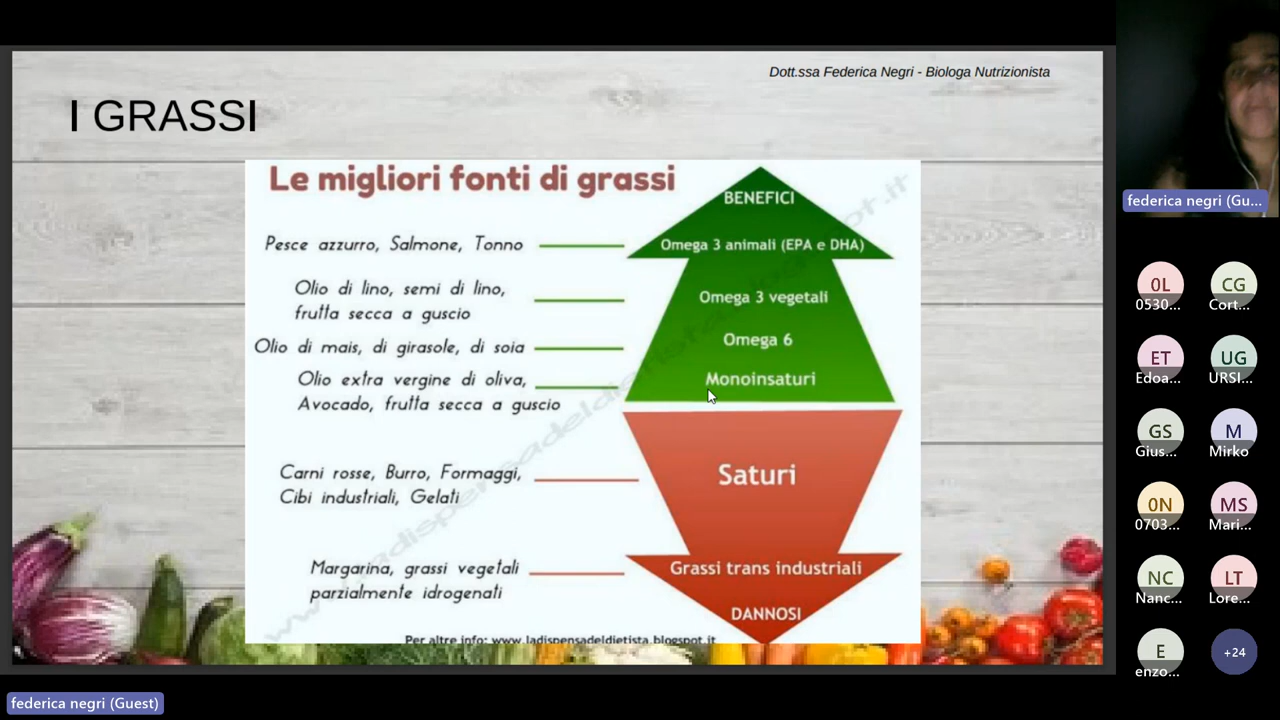 Dott.ssa Federica Negri - Biologa Nutrizionista
I GRASSI
Le migliori fonti di grassi
BENEFICI
Pesce azzurro, Salmone, Tonno
Omega 3 animali (EPA e DHA)
Olio di lino, semi di lino,
frutta secca a guscio
Omega 3 vegetali
Olio di mais, di girasole, di soia
Omega 6
Olio extra vergine di oliva,
Avocado, frutta secca a guscio
Monoinsaturi
Carni rosse, Burro, Formaggi,
Cibi industriali, Gelati
Saturi
Margarina, grassi vegetali
parzialmente idrogenati
Grassi trans industriali
DANNOSI
Per altre info: www.ladispensadeldietista.blogspot.it
federica negri (Gu...
0L
0530...
CG
Cort...
ET
Edoa...
UG
URSI...
GS
Gius...
M
Mirko
0N
0703...
MS
Mari...
NC
Nanc...
LT
Lore...
E
enzo...
+24
federica negri (Guest)